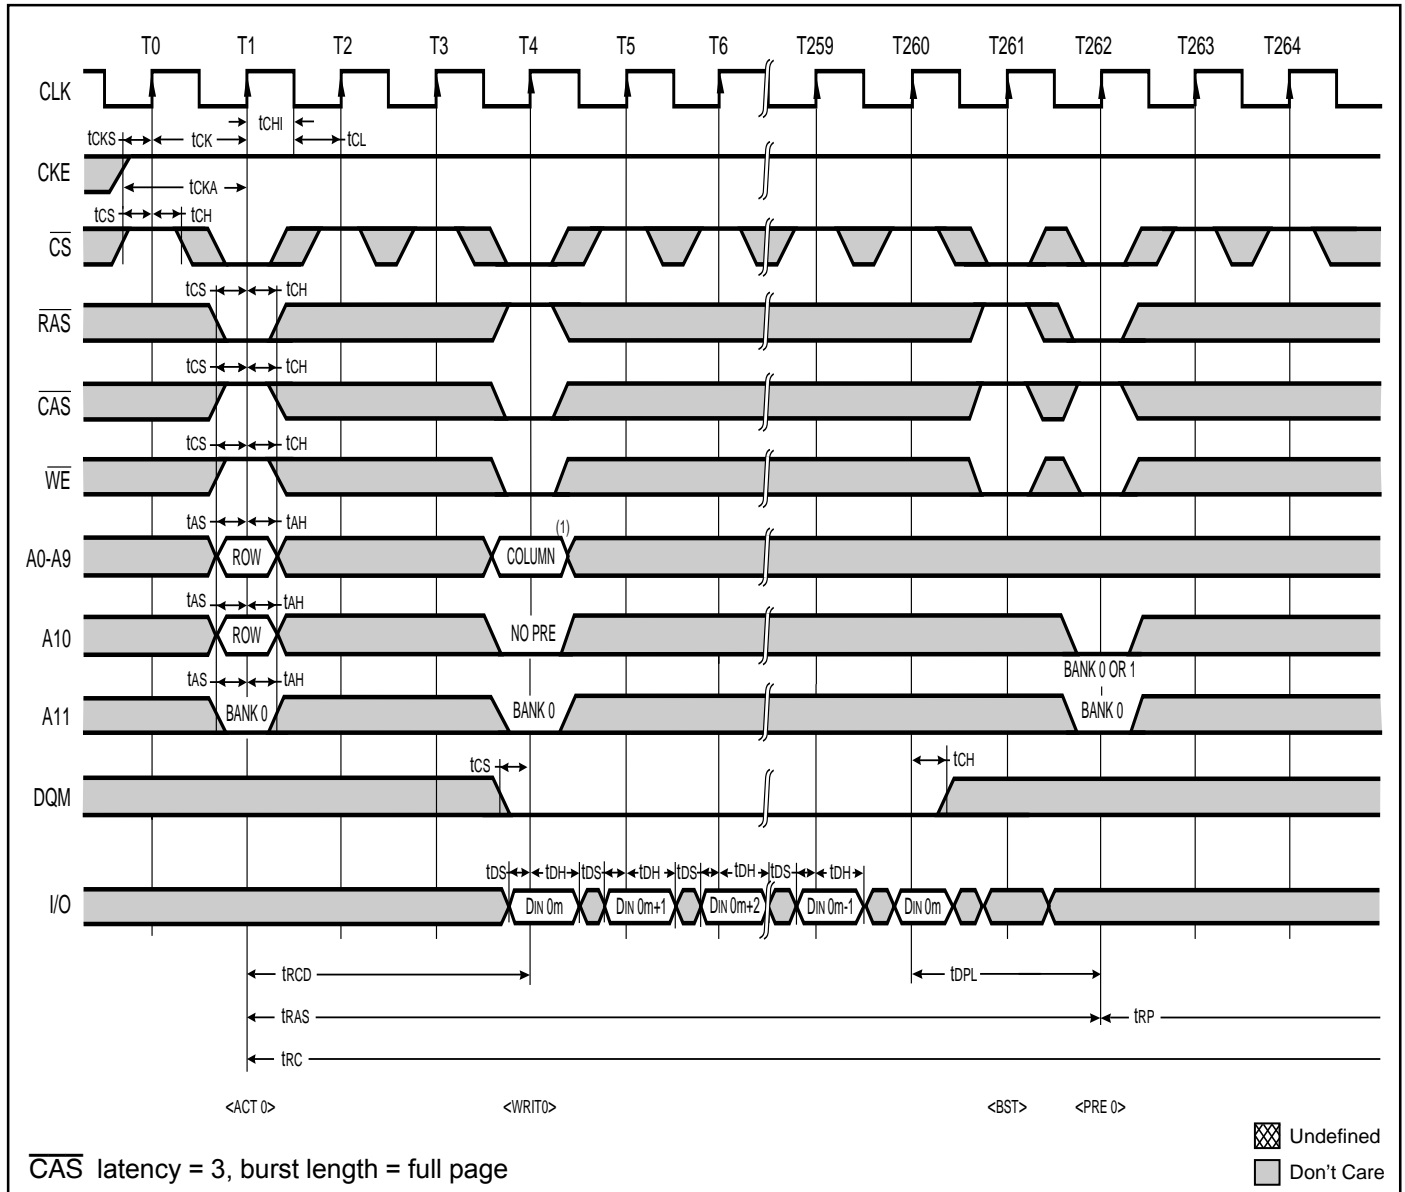 T0 T1 T2 T3 T4 T5 T6 T259 T260 T261 T262 T263 T264
CLK
tCHI
tCKS tCK tCL
CKE
tCKA
tCS tCH
CS
tCS tCH
RAS
tCS tCH
CAS
tCS tCH
WE
tAS tAH (1)
A0-A9 ROW COLUMN
tAS tAH
A10 ROW NO PRE
BANK 0 OR 1
tAS tAH
A11 BANK 0 BANK 0 BANK 0
tCS tCH
DQM
tDS tDH tDS tDH tDS tDH tDS tDH
I/O DIN 0m DIN 0m+1 DIN 0m+2 DIN 0m-1 DIN 0m
tRCD tDPL
tRAS tRP
tRC
<ACT 0> <WRIT0> <BST> <PRE 0>
Undefined
CAS latency = 3, burst length = full page
Don't Care